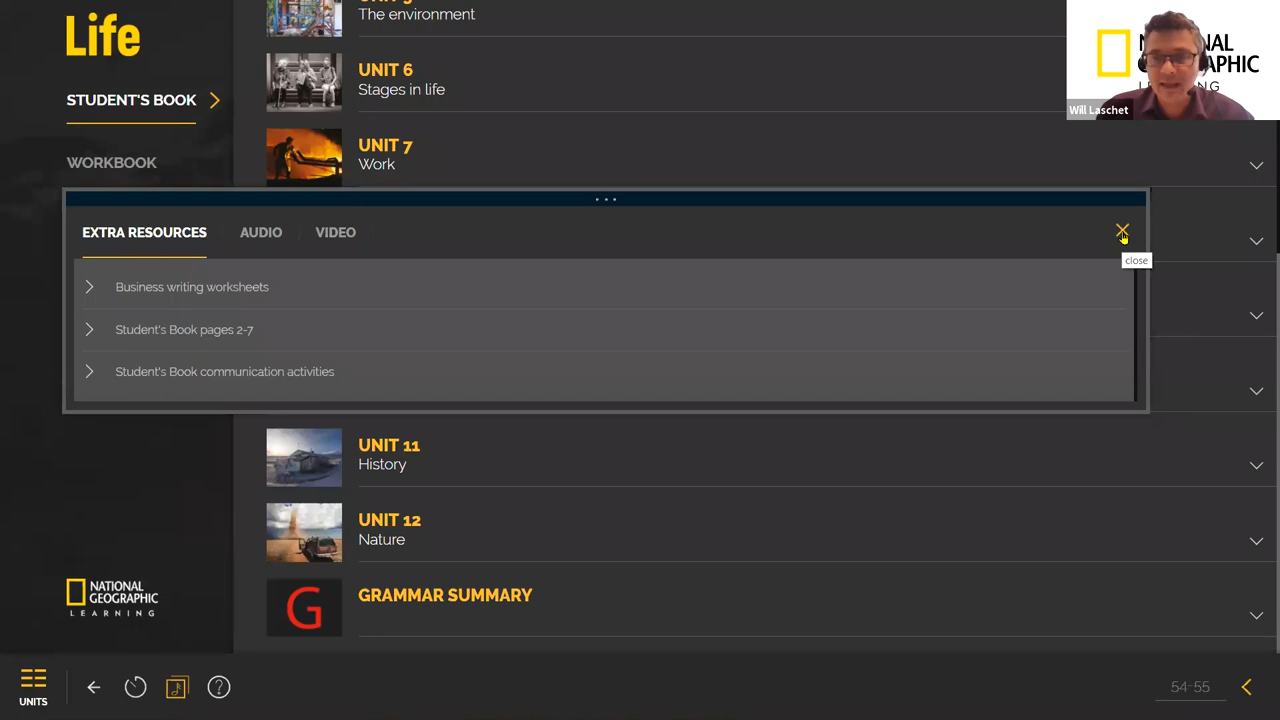 Life
STUDENT'S BOOK
WORKBOOK
The environment
UNIT 6
Stages in life
UNIT 7
Work
GEOGRAPHIC
Will Laschet
EXTRA RESOURCES
AUDIO
VIDEO
close
Business writing worksheets
Student's Book pages 2-7
Student's Book communication activities
UNIT 11
History
UNIT 12
Nature
G
GRAMMAR SUMMARY
NATIONAL
GEOGRAPHIC
LEARNING
UNITS
?
54-55